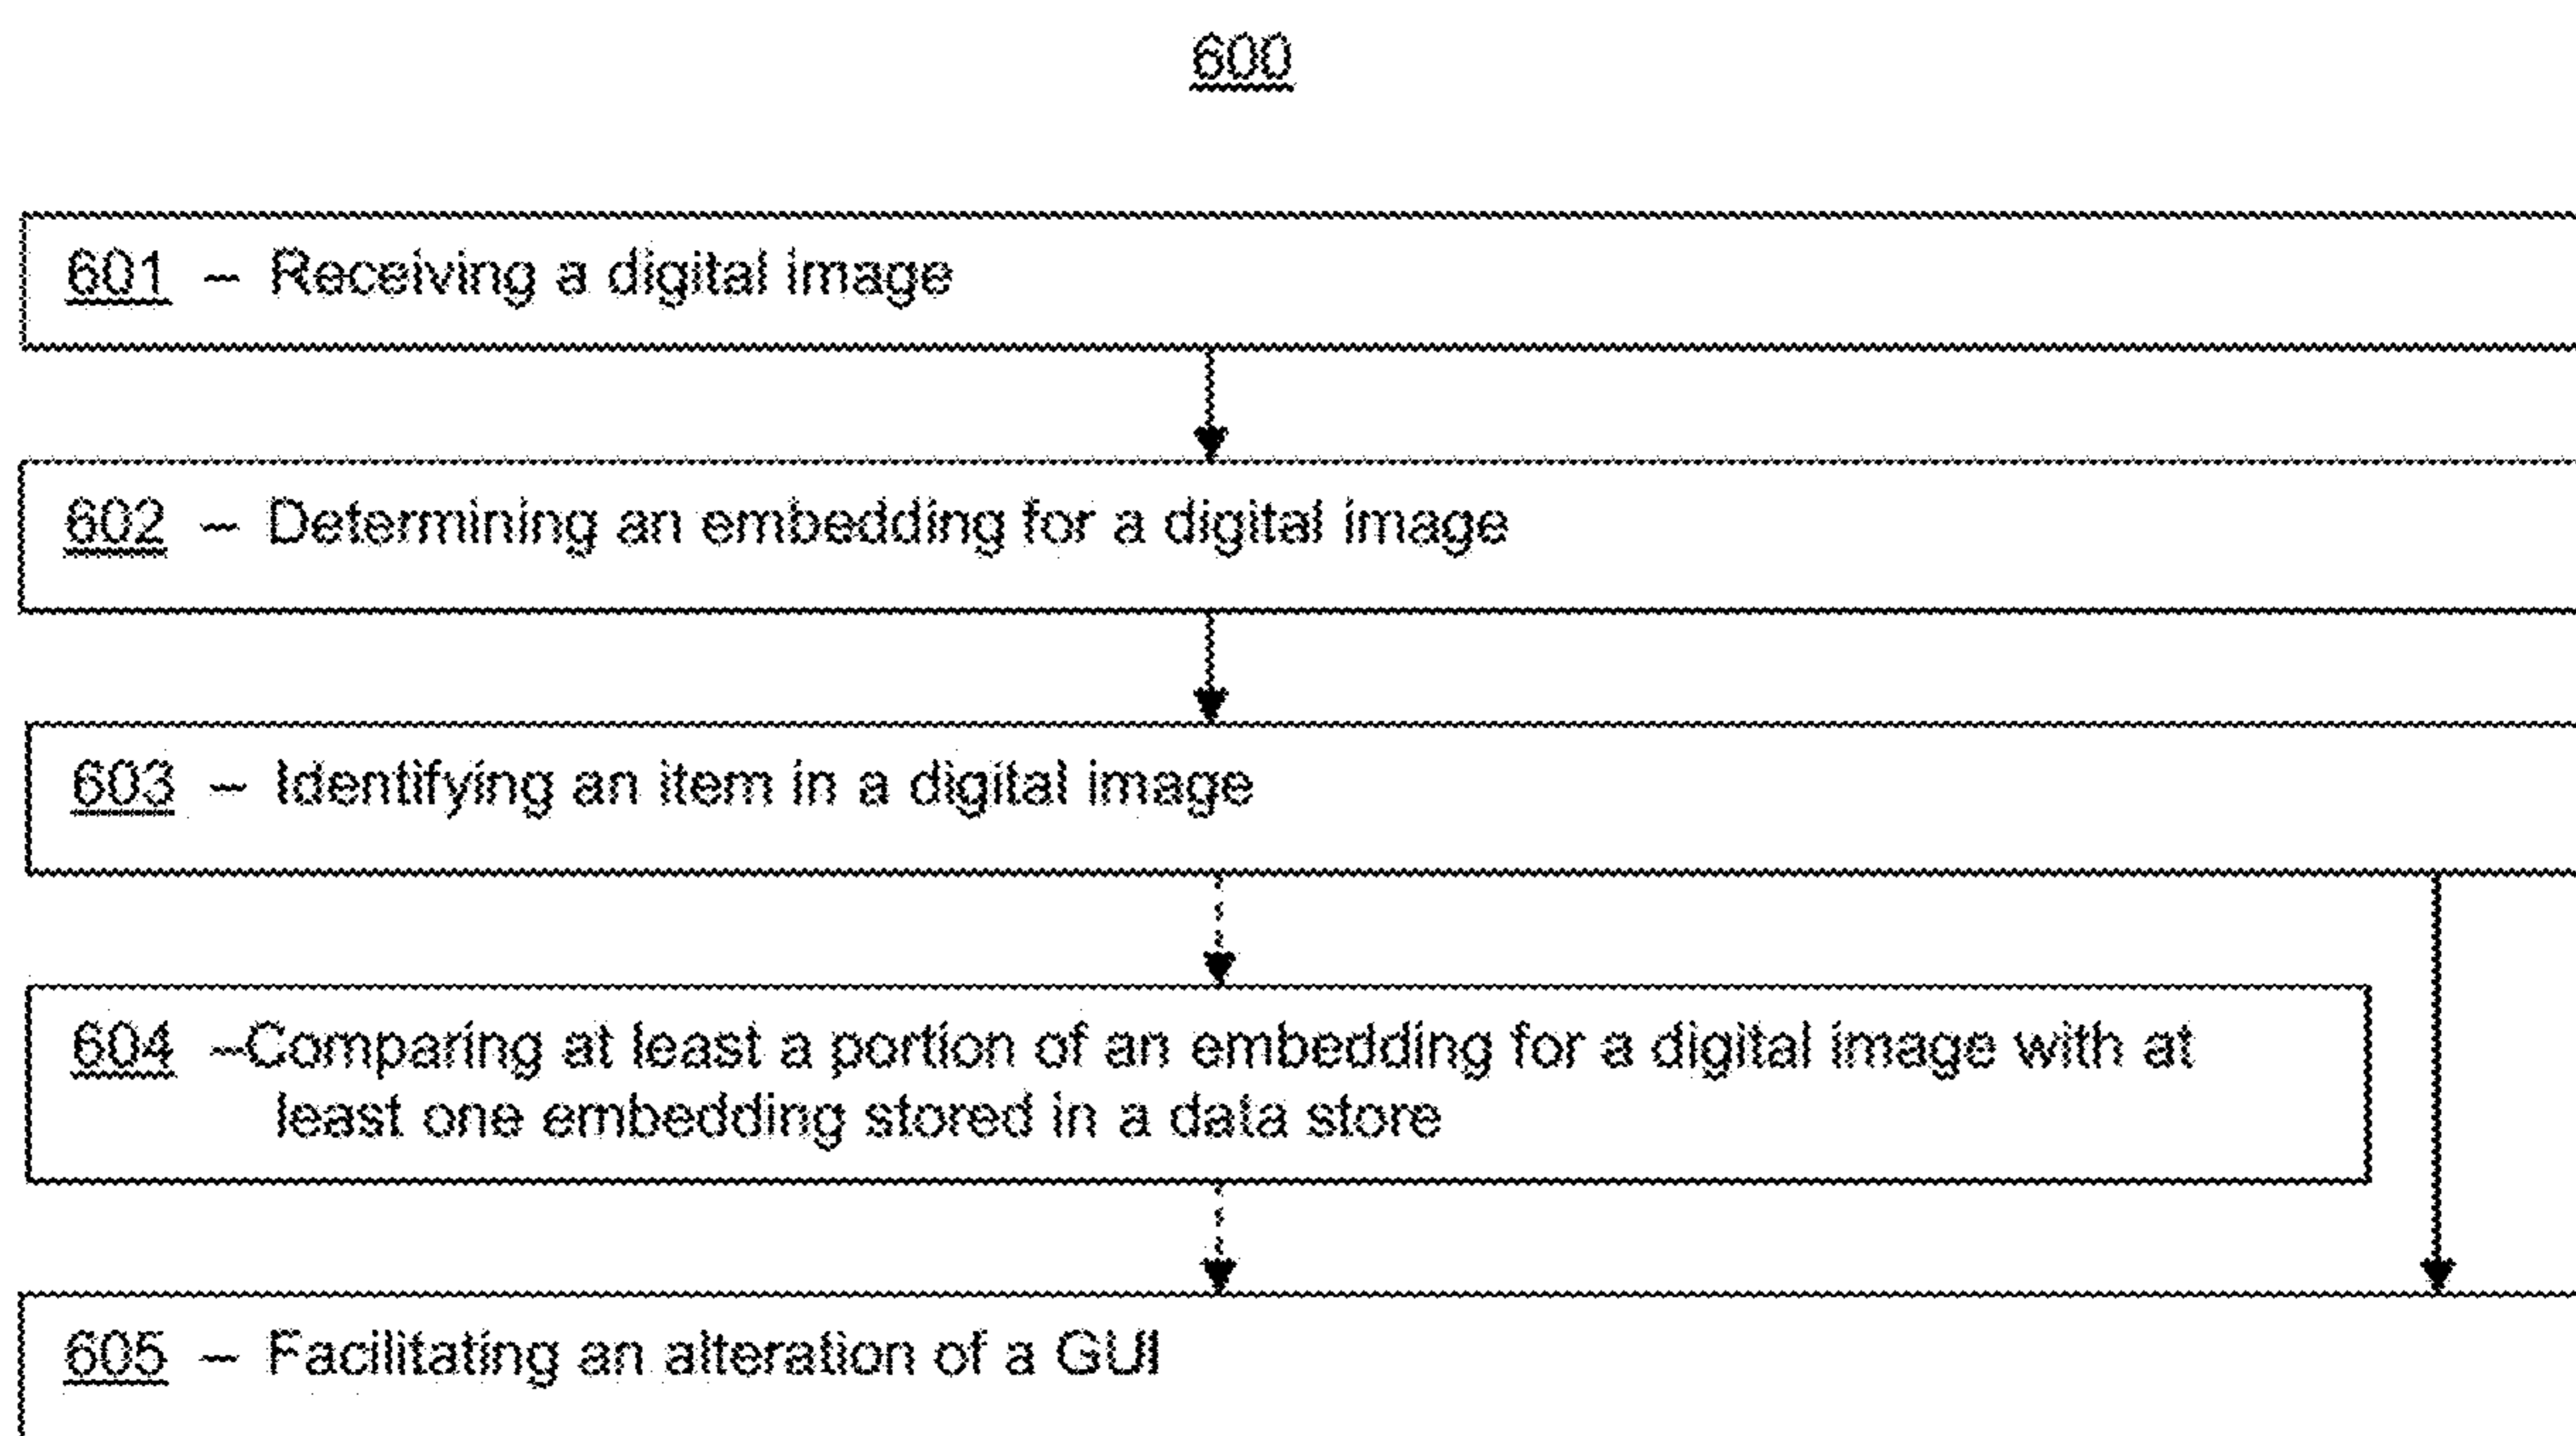 600
601 – Receiving a digital image
602 – Determining an embedding for a digital image
603 – Identifying an item in a digital image
604 –Comparing at least a portion of an embedding for a digital image with at
least one embedding stored in a data store
605 – Facilitating an alteration of a GUI